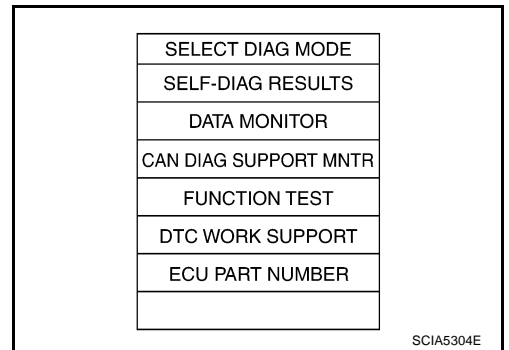 SELECT DIAG MODE
SELF-DIAG RESULTS
DATA MONITOR
CAN DIAG SUPPORT MNTR
FUNCTION TEST
DTC WORK SUPPORT
ECU PART NUMBER
SCIA5304E